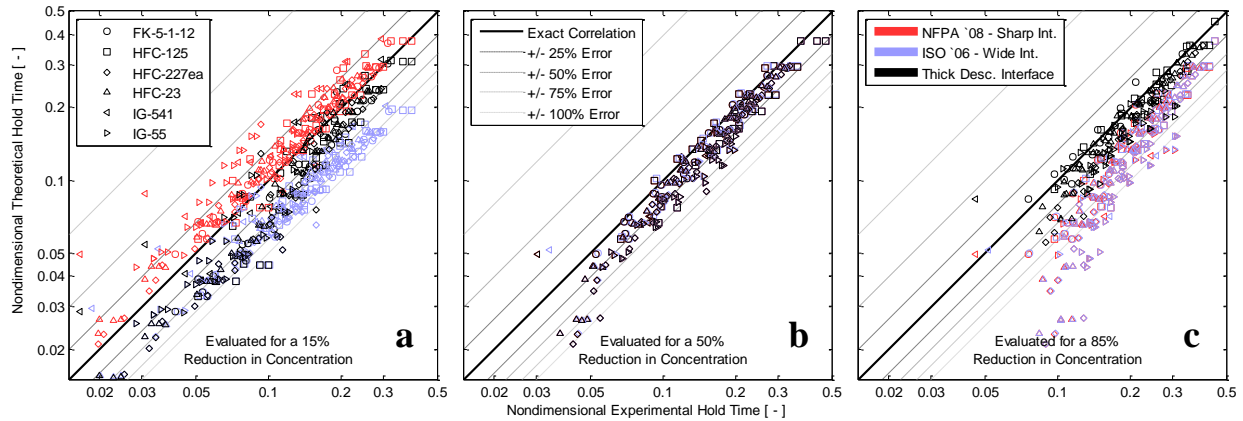 Nondimensional Theoretical Hold Time [ - ]
0.5
0.3
0.2
0.1
0.05
0.04
0.03
0.02
FK-5-1-12
HFC-125
HFC-227ea
HFC-23
IG-541
IG-55
Evaluated for a 15%
Reduction in Concentration
a
0.02 0.03 0.05 0.1 0.2 0.3 0.5
Exact Correlation
+/- 25% Error
+/- 50% Error
+/- 75% Error
+/- 100% Error
Evaluated for a 50%
Reduction in Concentration
b
0.02 0.03 0.05 0.1 0.2 0.3 0.5
NFPA `08 - Sharp Int.
ISO `06 - Wide Int.
Thick Desc. Interface
Evaluated for a 85%
Reduction in Concentration
c
0.02 0.03 0.05 0.1 0.2 0.3 0.5
Nondimensional Experimental Hold Time [ - ]